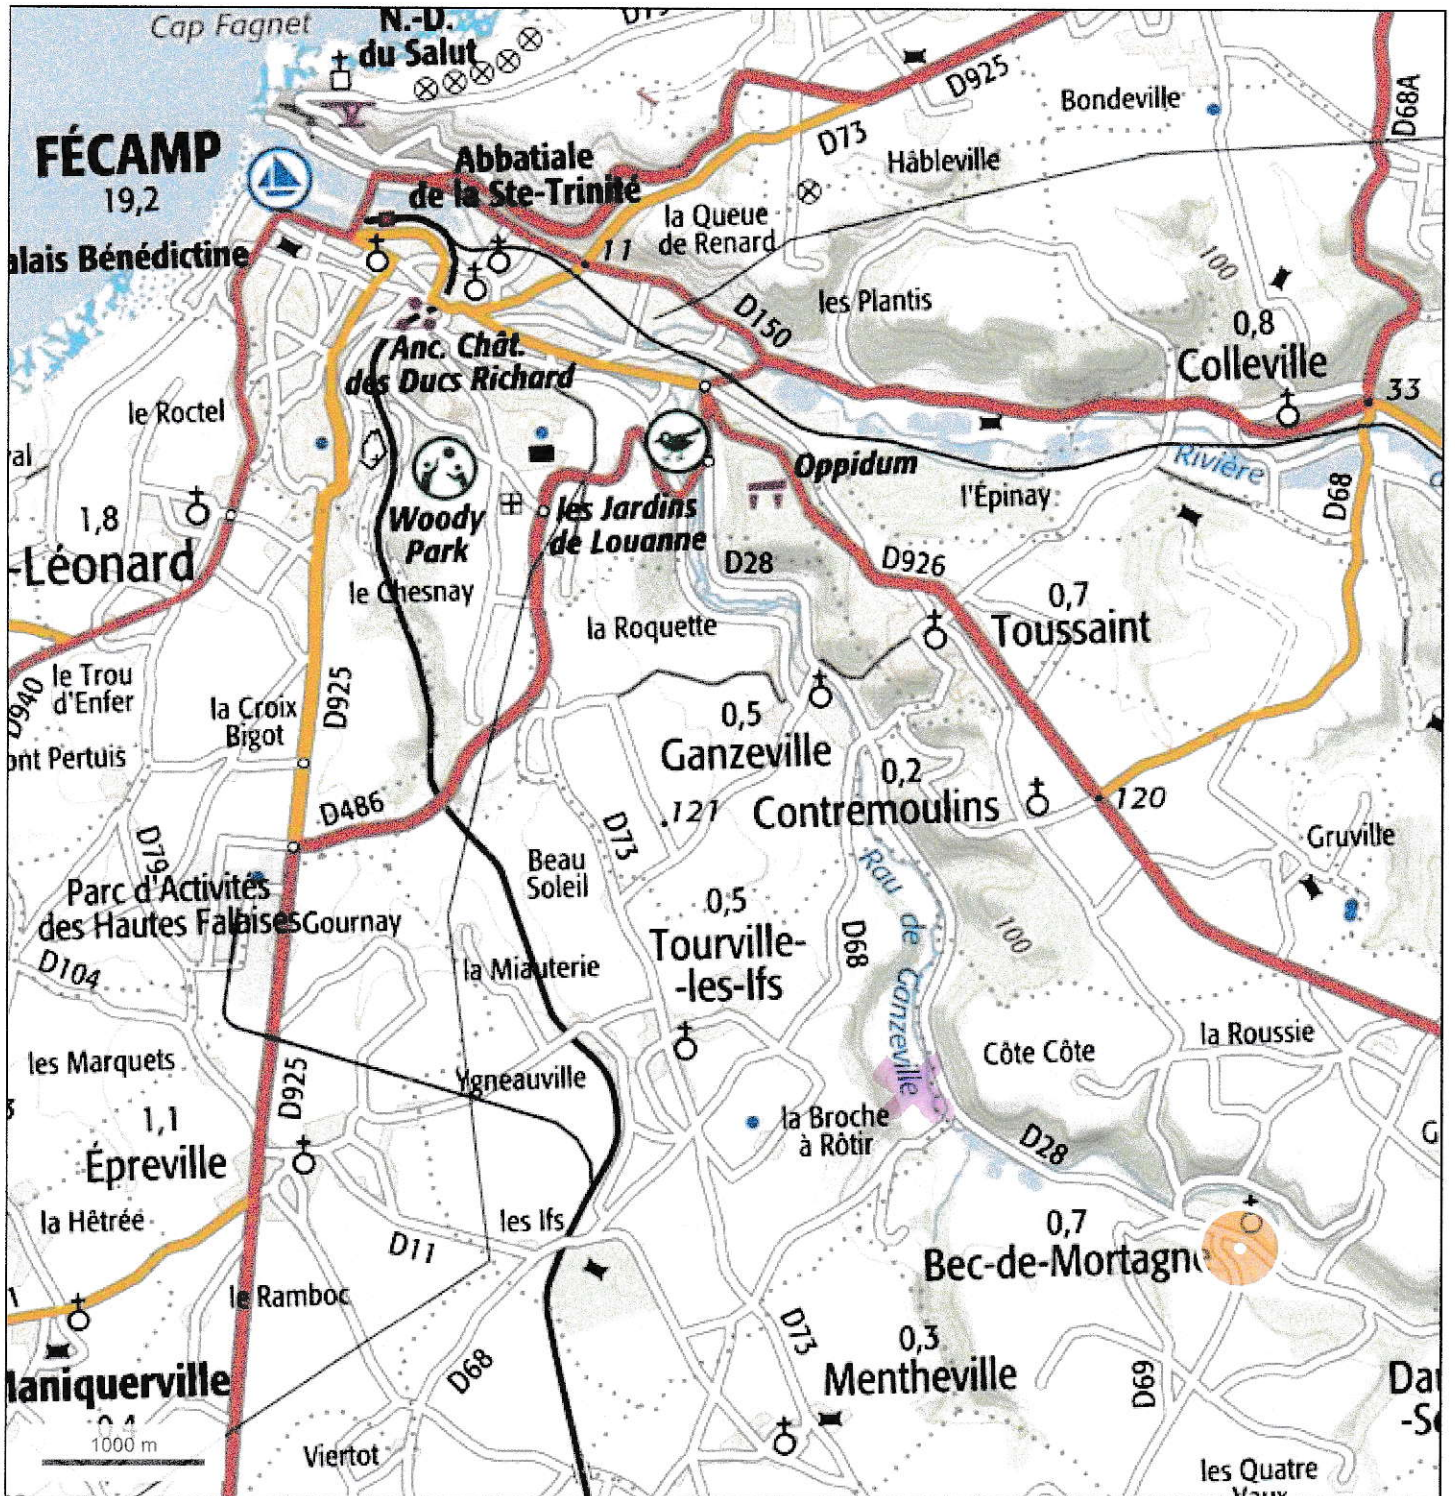 Cap Fagnet
N.-D.
du Salut
D925
D68A
Bondeville
FÉCAMP
19,2
D73
Abbatiale
de la Ste-Trinité
Hâbleville
la Queue
de Renard
alais Bénédictine
11
100
les Plantis
D150
0,8
Colleville
Anc. Chât.
des Ducs Richard
33
le Roctel
Oppidum
Rivière
l'Épinay
D68
1,8
-Léonard
Woody
Park
les Jardins
de Louanne
D28
D926
le Chesnay
0,7
Toussaint
la Roquette
le Trou
d'Enfer
D940
la Croix
Bigot
D925
0,5
Ganzeville
ont Pertuis
0,2
Contremoulins
120
D486
121
D73
Gruville
D79
Beau
Soleil
Rau de Ganzeville
Parc d'Activités
des Hautes Falaises
Gournay
0,5
Tourville-
-les-Ifs
D68
100
D104
la Miauterie
la Roussie
Côte Côte
les Marquets
D925
Ygneauville
la Broche
à Rôtir
1,1
Épreville
D28
la Hêtrée
les Ifs
D11
0,7
Bec-de-Mortagne
le Ramboc
D73
0,3
Mentheville
D68
D69
Maniquerville
0,4
Dau
-S
1000 m
Viertot
les Quatre
Vaux